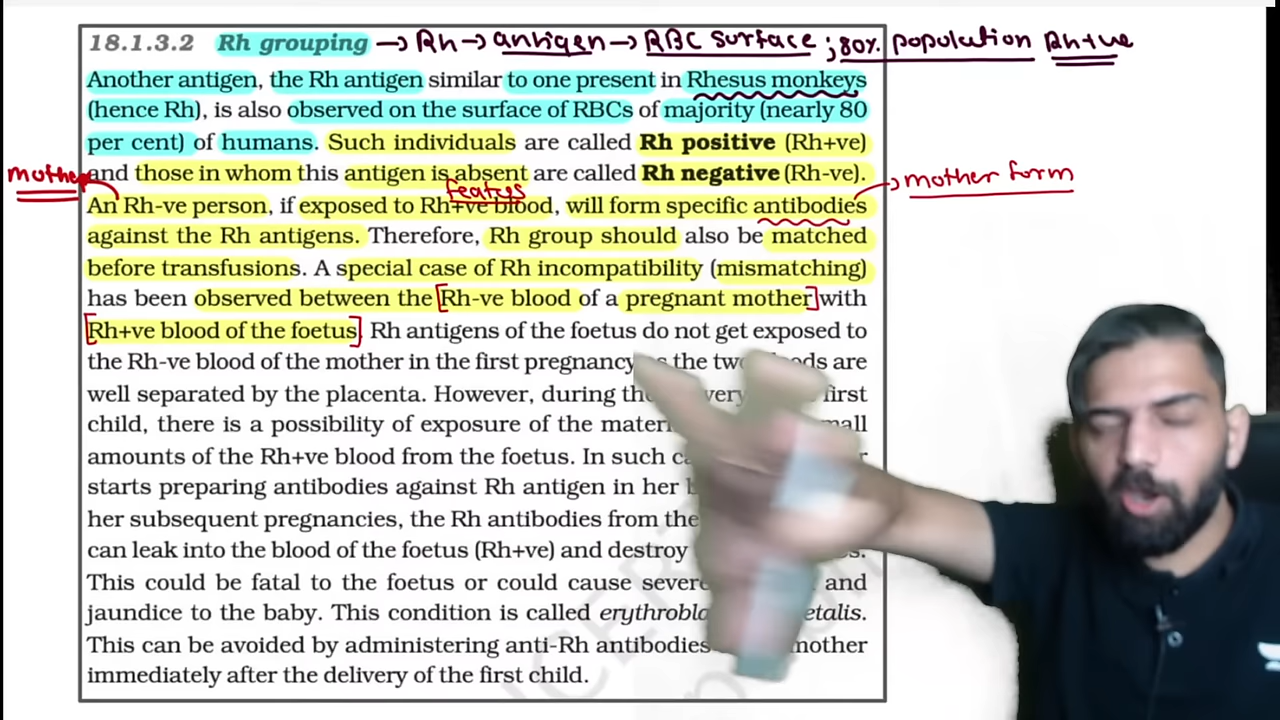 18.1.3.2 Rh grouping → Rh → antigen → RBC surface ; 80% population Rh+ve
Another antigen, the Rh antigen similar to one present in Rhesus monkeys
(hence Rh), is also observed on the surface of RBCs of majority (nearly 80
per cent) of humans. Such individuals are called Rh positive (Rh+ve)
mother and those in whom this antigen is absent are called Rh negative (Rh-ve). → mother form
An Rh-ve person, if exposed to Rh+ve blood, will form specific antibodies
against the Rh antigens. Therefore, Rh group should also be matched
before transfusions. A special case of Rh incompatibility (mismatching)
has been observed between the [Rh-ve blood of a pregnant mother] with
[Rh+ve blood of the foetus]. Rh antigens of the foetus do not get exposed to
the Rh-ve blood of the mother in the first pregnancy the are
well separated by the placenta. However, during first
child, there is a possibility of exposure of the
amounts of the Rh+ve blood from the foetus. In such
starts preparing antibodies against Rh antigen in her
her subsequent pregnancies, the Rh antibodies from the
can leak into the blood of the foetus (Rh+ve) and destroy
This could be fatal to the foetus or could cause and
jaundice to the baby. This condition is called
This can be avoided by administering anti-Rh antibodies mother
immediately after the delivery of the first child.